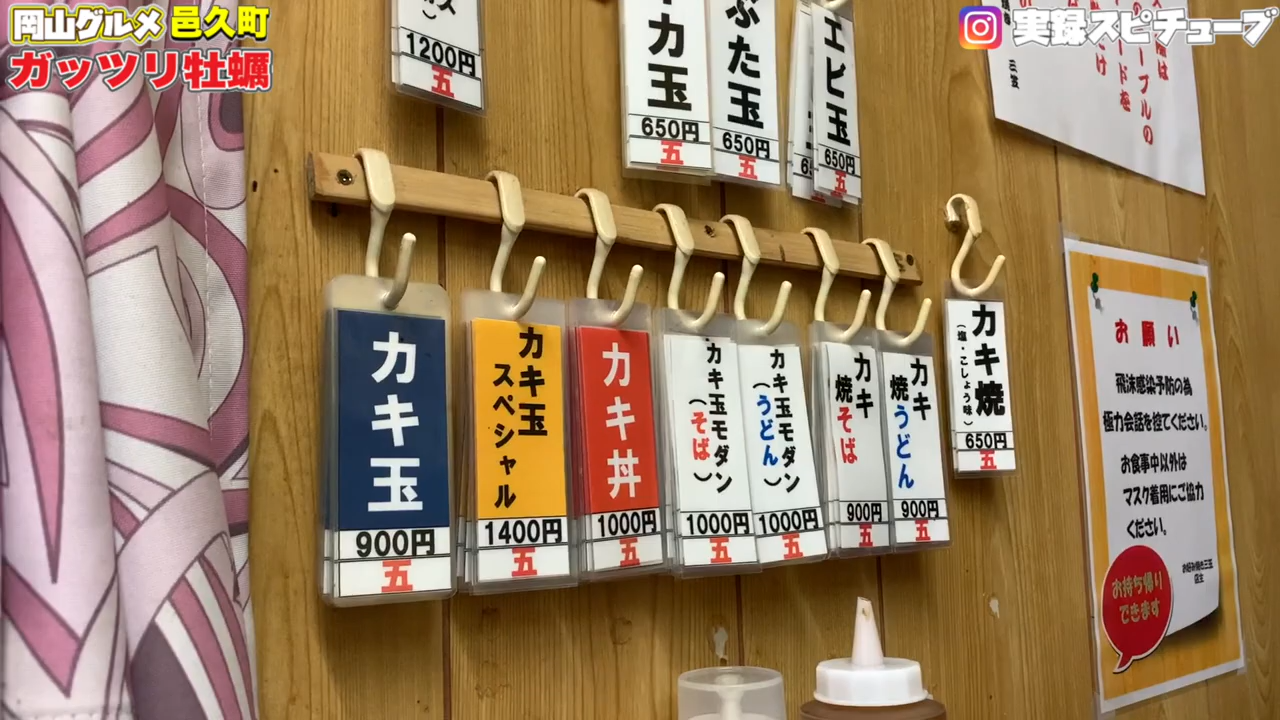 岡山グルメ 邑久町
ガッツリ牡蠣
実録スピチューブ
1200円
五
イカ玉
650円
五
ぶた玉
650円
五
エビ玉
650円
五
カキ玉
900円
五
カキ玉
スペシャル
1400円
五
カキ丼
1000円
五
カキ玉モダン
(そば)
1000円
五
カキ玉モダン
(うどん)
1000円
五
カキ
焼そば
900円
五
カキ
焼うどん
900円
五
カキ焼
(塩・こしょう味)
650円
五
お願い
飛沫感染予防の為
極力会話を控てください。
お食事中以外は
マスク着用にご協力
ください。
店主
お持ち帰り
できます